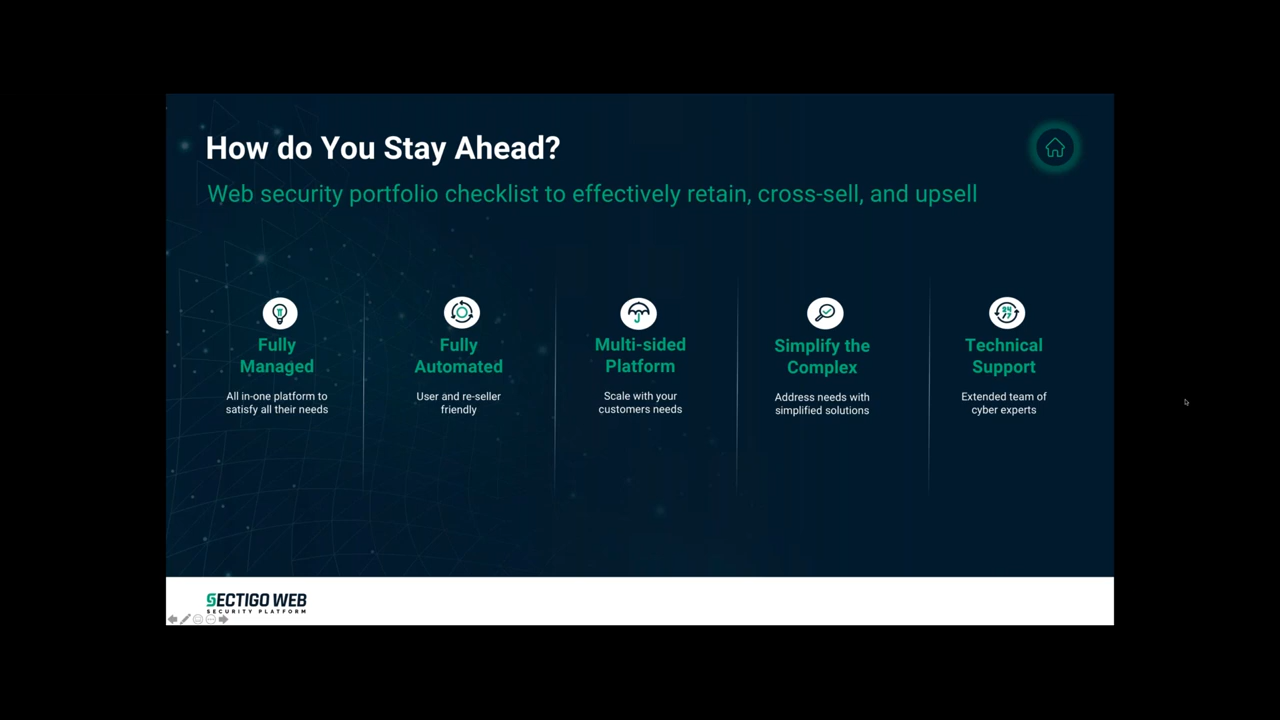 How do You Stay Ahead?
Web security portfolio checklist to effectively retain, cross-sell, and upsell
Fully
Managed
All in-one platform to
satisfy all their needs
Fully
Automated
User and re-seller
friendly
Multi-sided
Platform
Scale with your
customers needs
Simplify the
Complex
Address needs with
simplified solutions
24
77
Technical
Support
Extended team of
cyber experts
SECTIGO WEB
SECURITY PLATFORM